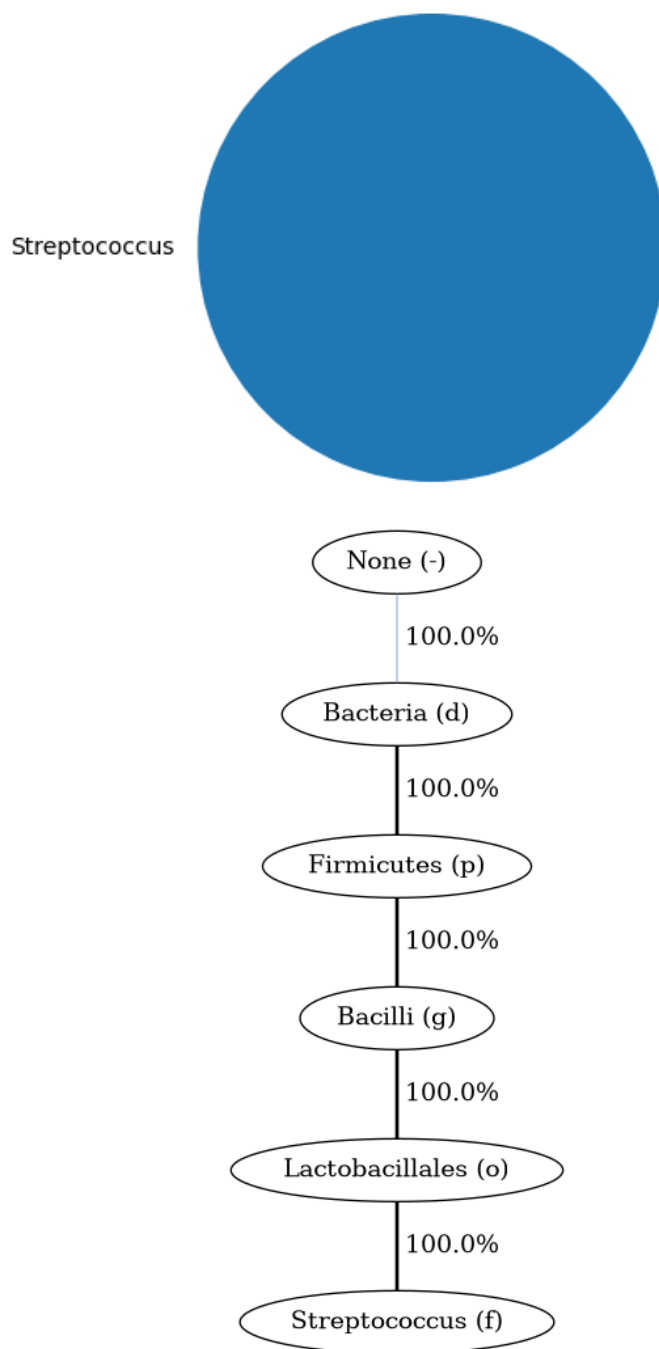 Streptococcus
None (-)
100.0%
Bacteria (d)
100.0%
Firmicutes (p)
100.0%
Bacilli (g)
100.0%
Lactobacillales (o)
100.0%
Streptococcus (f)